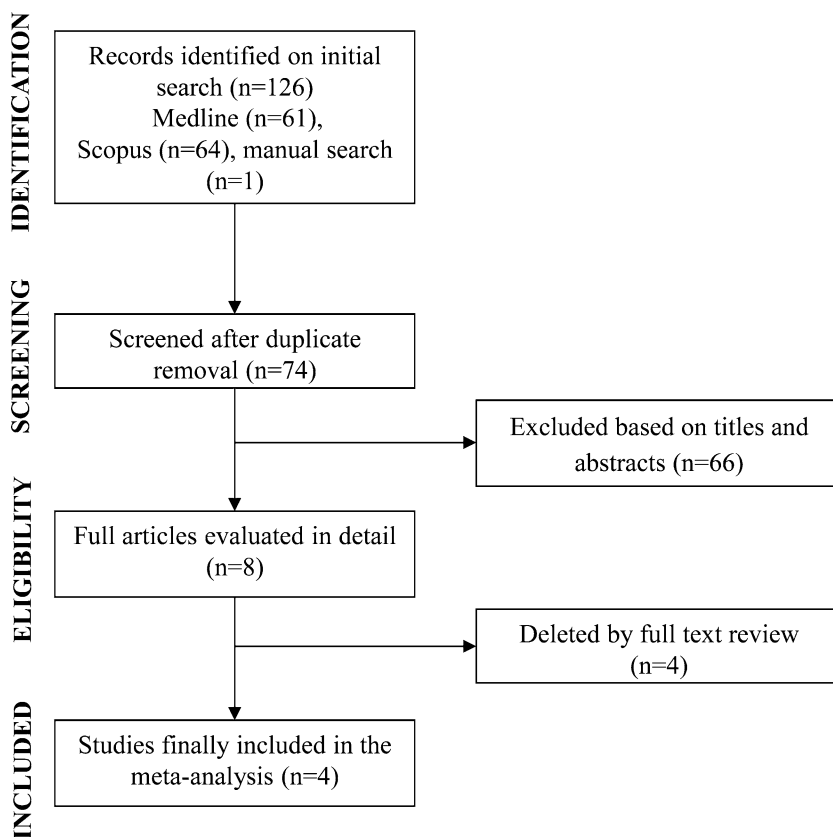 IDENTIFICATION
Records identified on initial
search (n=126)
Medline (n=61),
Scopus (n=64), manual search
(n=1)
SCREENING
Screened after duplicate
removal (n=74)
Excluded based on titles and
abstracts (n=66)
ELIGIBILITY
Full articles evaluated in detail
(n=8)
Deleted by full text review
(n=4)
INCLUDED
Studies finally included in the
meta-analysis (n=4)